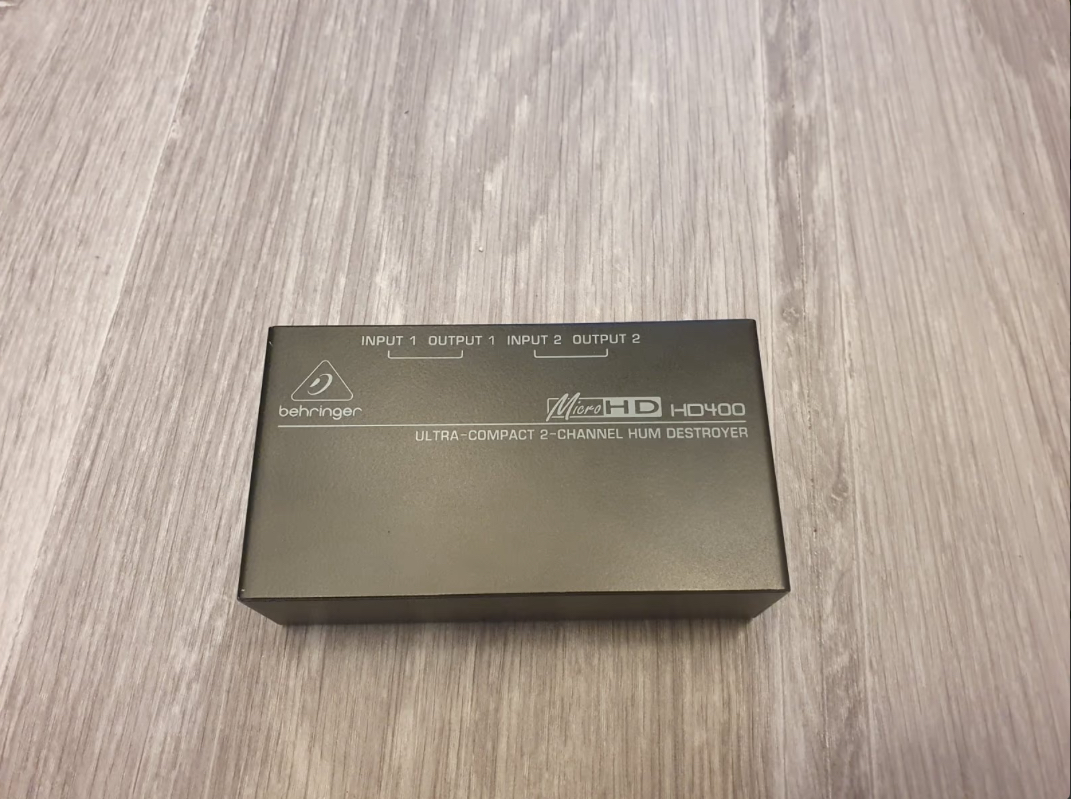 INPUT 1 OUTPUT 1 INPUT 2 OUTPUT 2
behringer
MicroHD HD400
ULTRA-COMPACT 2-CHANNEL HUM DESTROYER